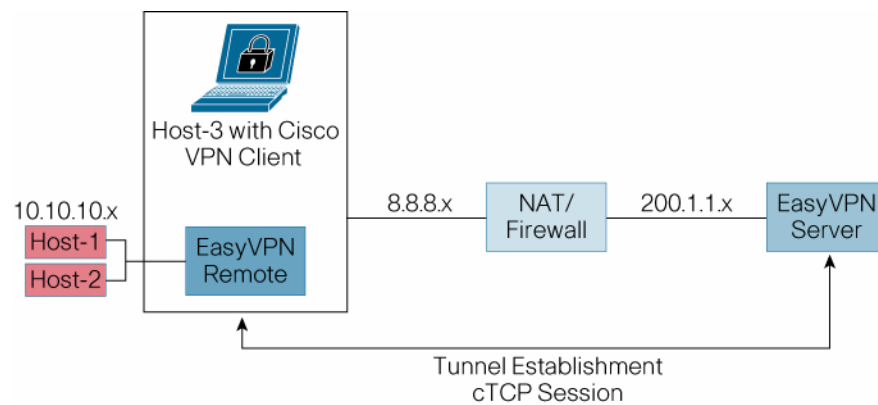 Host-3 with Cisco
VPN Client
10.10.10.x
Host-1
Host-2
EasyVPN
Remote
8.8.8.x
NAT/
Firewall
200.1.1.x
EasyVPN
Server
Tunnel Establishment
cTCP Session